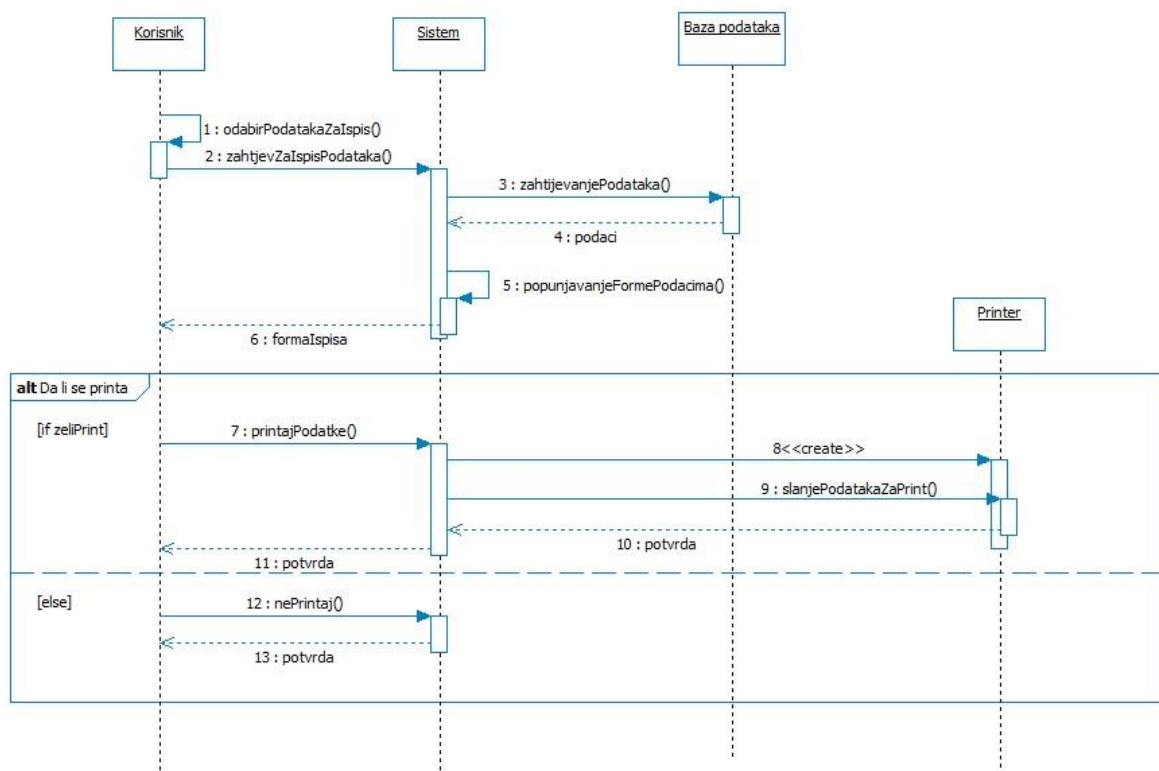 Korisnik
Sistem
Baza podataka
1 : odabirPodatakaZaIspis()
2 : zahtjevZaIspisPodataka()
3 : zahtijevanjePodataka()
4 : podaci
5 : popunjavanjeFormePodacima()
6 : formaIspisa
Printer
alt Da li se printa
[if zeliPrint]
7 : printajPodatke()
8<<create>>
9 : slanjePodatakaZaPrint()
10 : potvrda
11 : potvrda
[else]
12 : nePrintaj()
13 : potvrda